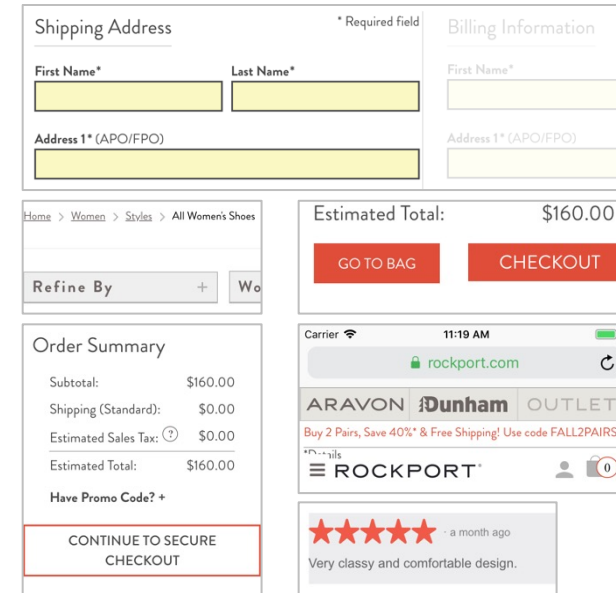 Shipping Address
* Required field
First Name*
Last Name*
Address 1* (APO/FPO)
Billing Information
First Name*
Address 1* (APO/FPO)
Home > Women > Styles > All Women's Shoes
Refine By +
Wo
Estimated Total: $160.00
GO TO BAG
CHECKOUT
Order Summary
Subtotal: $160.00
Shipping (Standard): $0.00
Estimated Sales Tax: ? $0.00
Estimated Total: $160.00
Have Promo Code? +
CONTINUE TO SECURE
CHECKOUT
Carrier 11:19 AM
rockport.com
ARAVON Dunham OUTLET
Buy 2 Pairs, Save 40%* & Free Shipping! Use code FALL2PAIRS
*Details
ROCKPORT
0
· a month ago
Very classy and comfortable design.